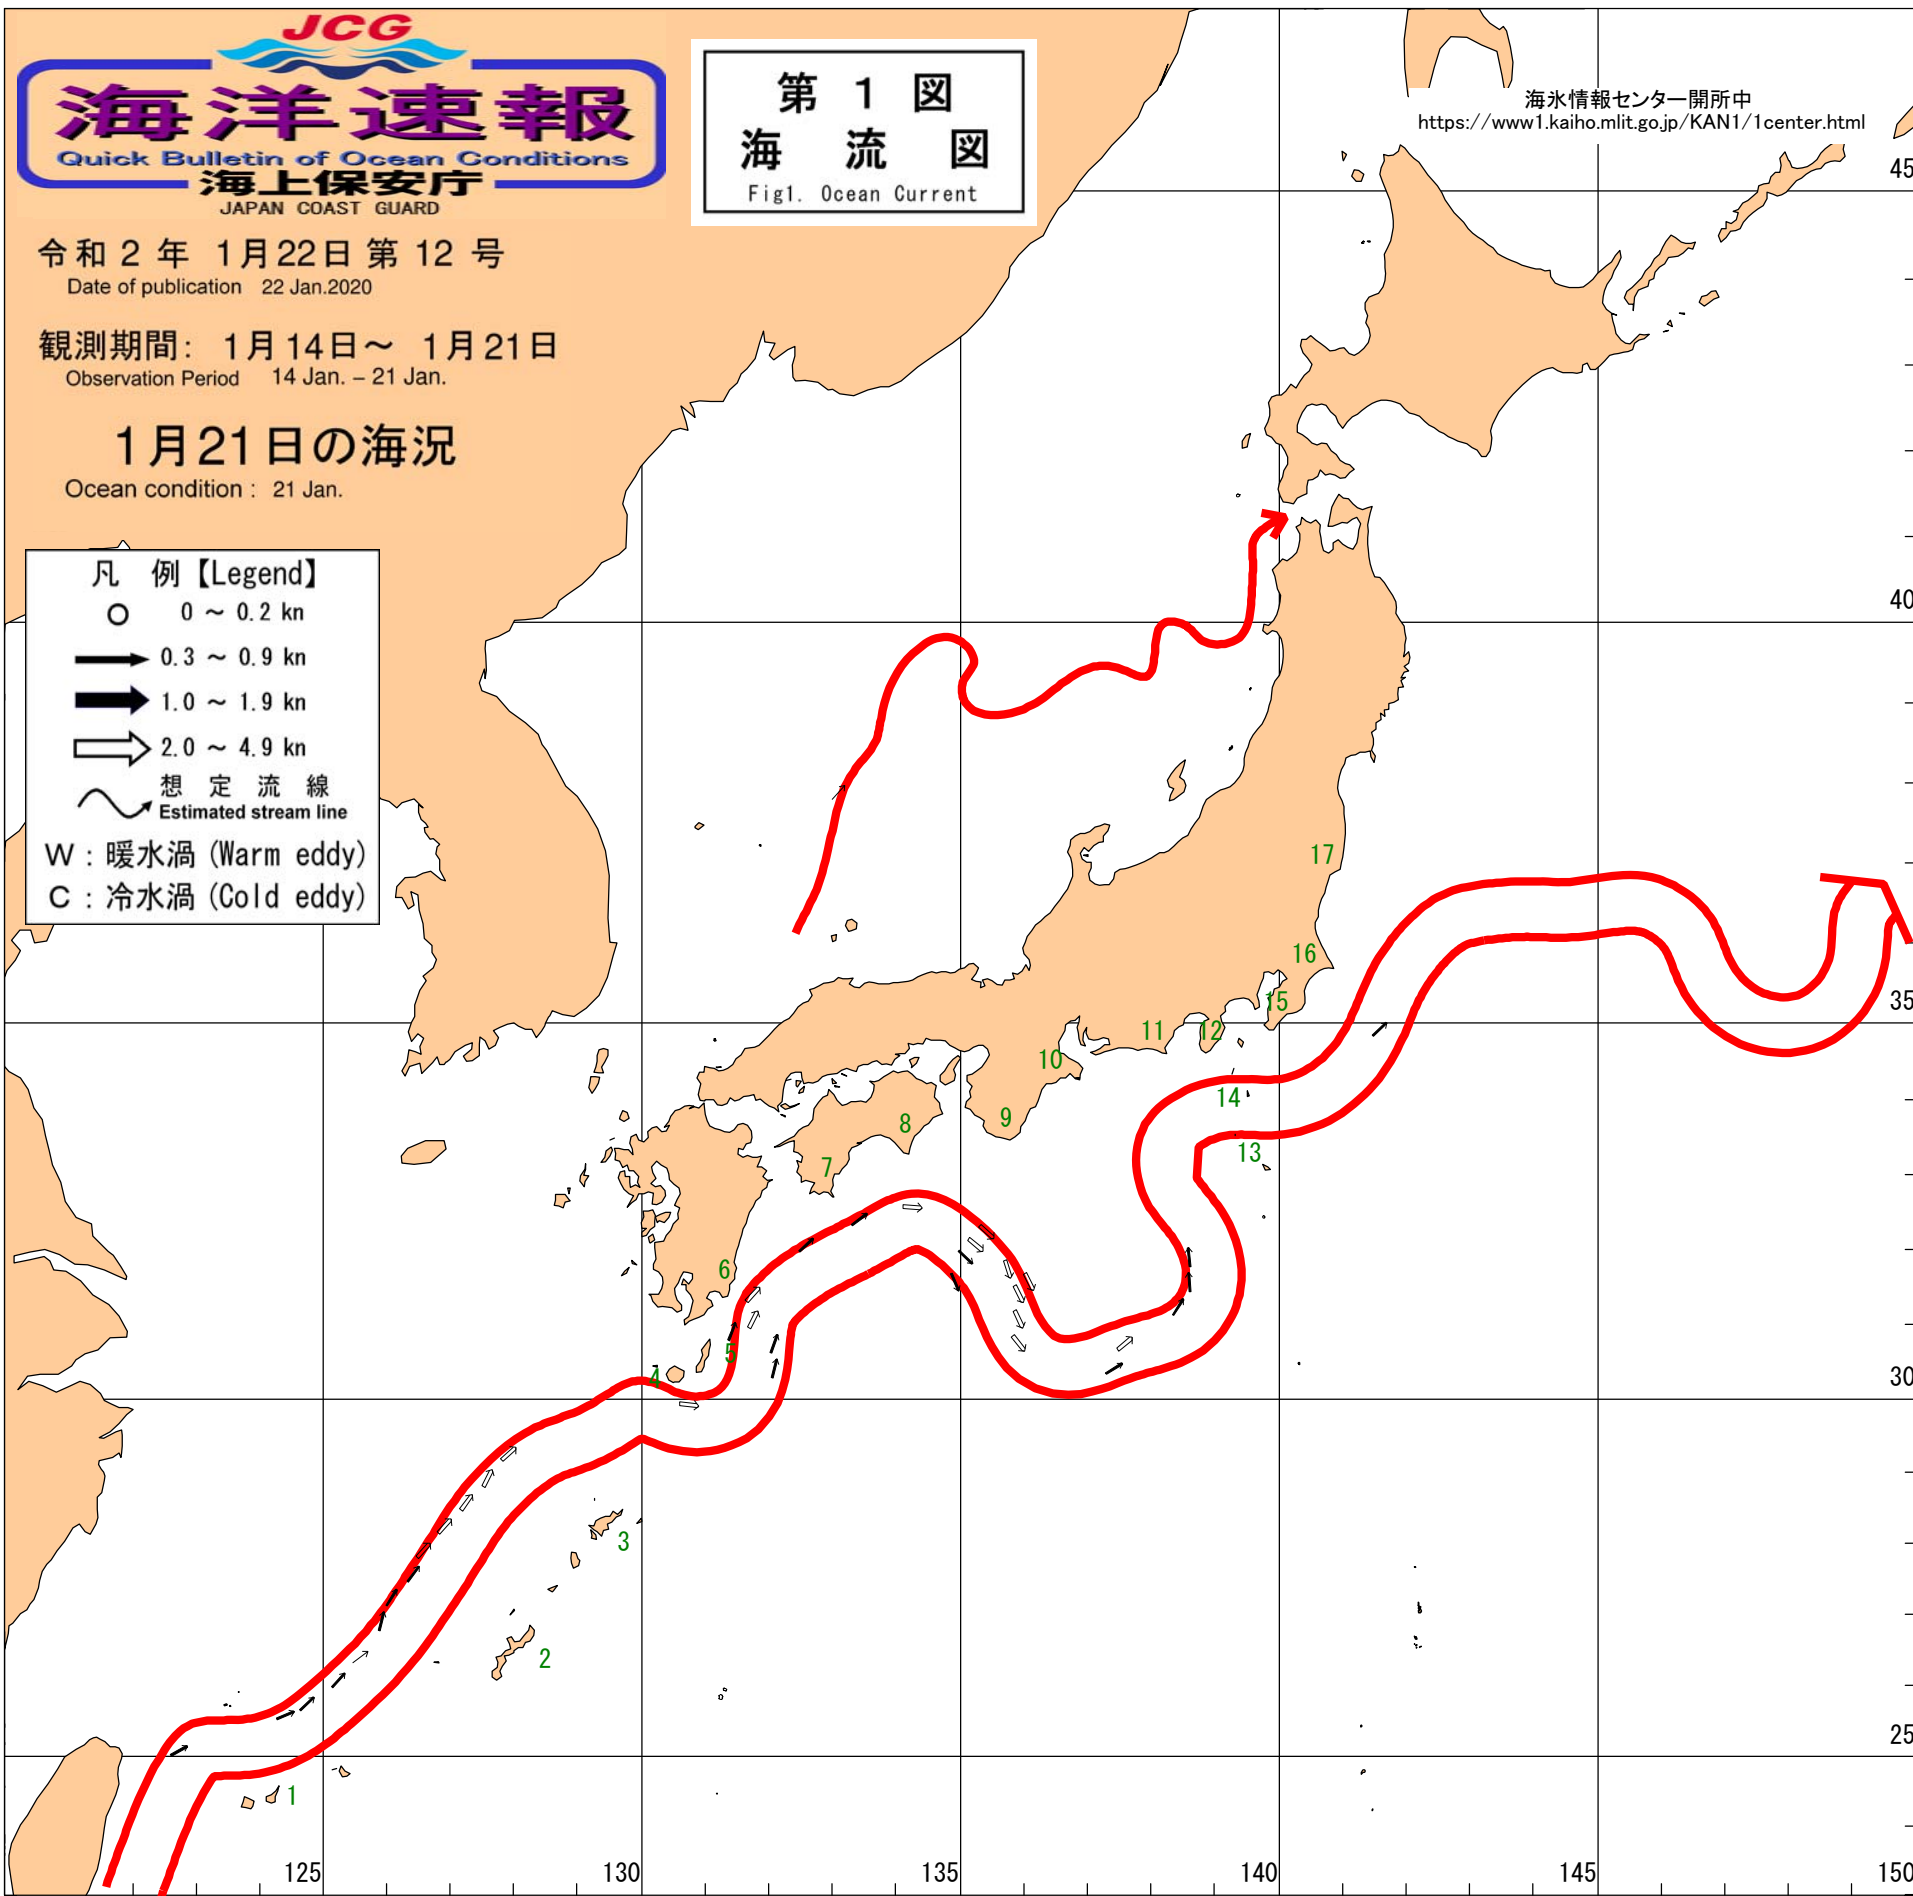 JCG
海洋速報
Quick Bulletin of Ocean Conditions
海上保安庁
JAPAN COAST GUARD
令和 2 年 1月22日 第 12 号
Date of publication 22 Jan.2020
観測期間: 1月14日～ 1月21日
Observation Period 14 Jan. – 21 Jan.
1月21日の海況
Ocean condition : 21 Jan.
第 1 図
海 流 図
Fig1. Ocean Current
海氷情報センター開所中
https://www1.kaiho.mlit.go.jp/KAN1/1center.html
凡 例【Legend】
0 ～ 0.2 kn
0.3 ～ 0.9 kn
1.0 ～ 1.9 kn
2.0 ～ 4.9 kn
想 定 流 線
Estimated stream line
W : 暖水渦 (Warm eddy)
C : 冷水渦 (Cold eddy)
45
40
35
30
25
17
16
15
12
11
10
14
13
9
8
7
6
5
4
3
2
1
125
130
135
140
145
150